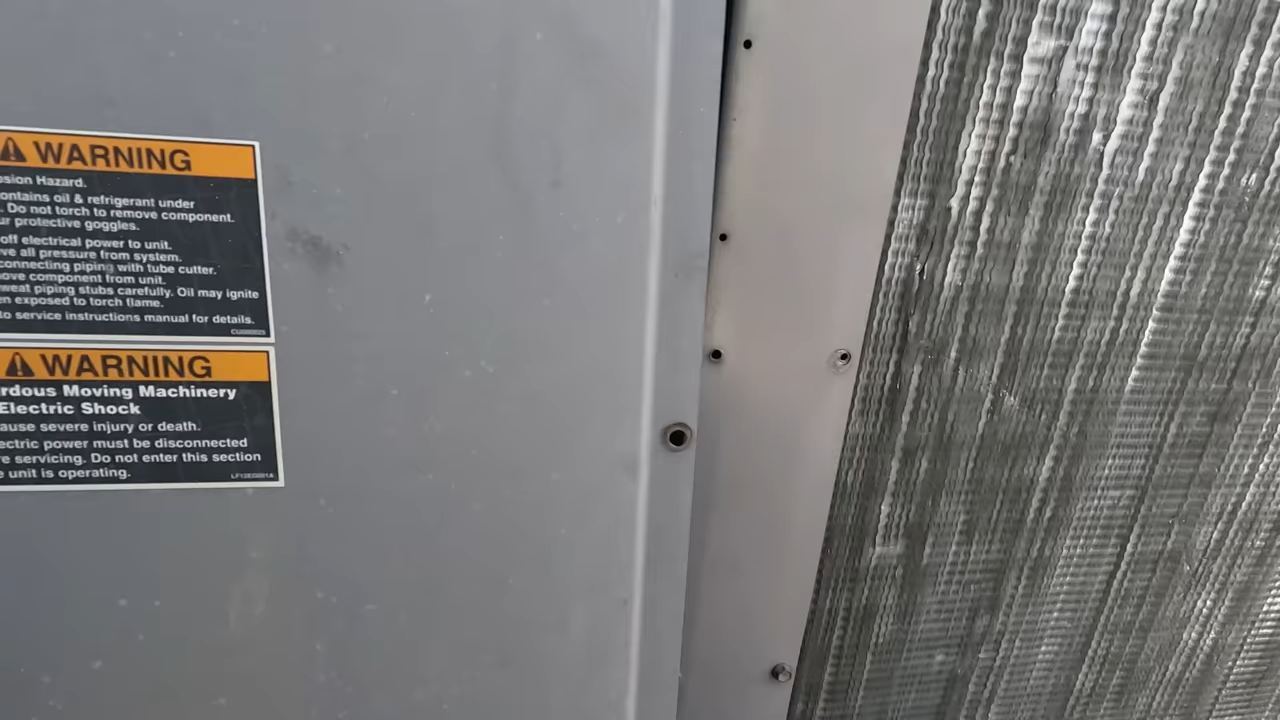 WARNING
sion Hazard.
ontains oil & refrigerant under
. Do not torch to remove component.
ur protective goggles.
off electrical power to unit.
ve all pressure from system.
connecting piping with tube cutter.
ove component from unit.
weat piping stubs carefully. Oil may ignite
en exposed to torch flame.
to service instructions manual for details.
WARNING
rdous Moving Machinery
Electric Shock
ause severe injury or death.
ectric power must be disconnected
re servicing. Do not enter this section
e unit is operating.